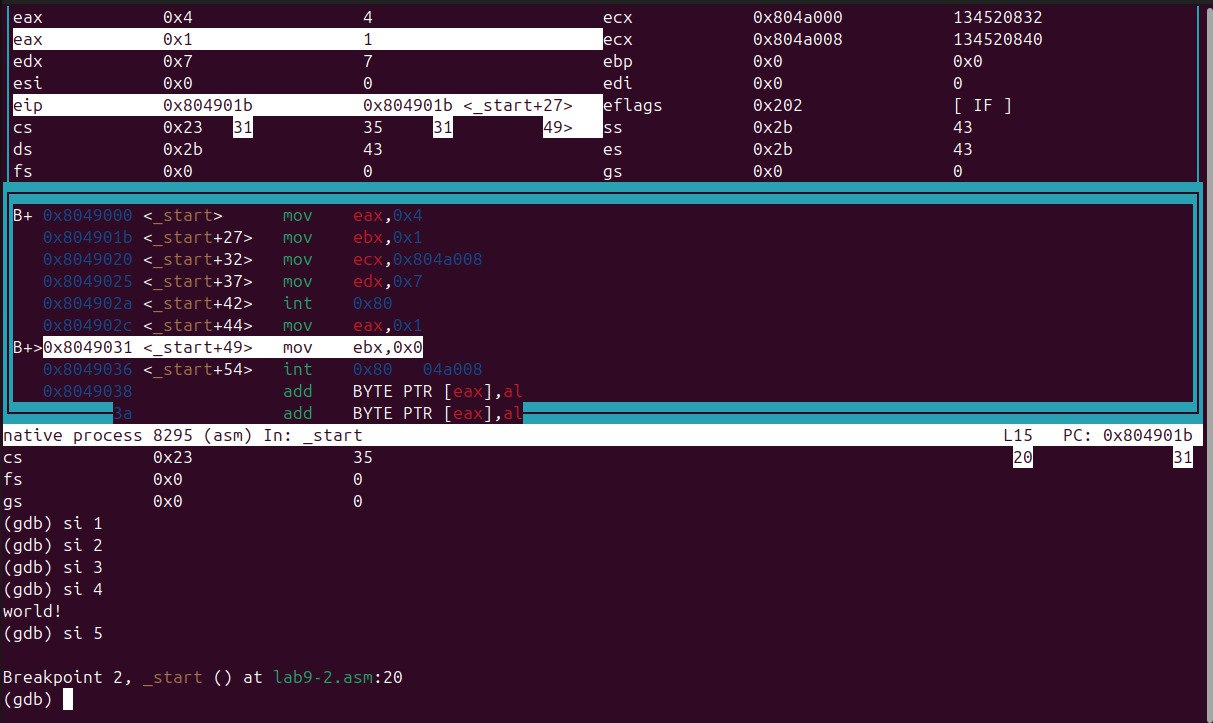 eax 0x4 4 ecx 0x804a000 134520832
eax 0x1 1 ecx 0x804a008 134520840
edx 0x7 7 ebp 0x0 0x0
esi 0x0 0 edi 0x0 0
eip 0x804901b 0x804901b <_start+27> eflags 0x202 [ IF ]
cs 0x23 31 35 31 49> ss 0x2b 43
ds 0x2b 43 es 0x2b 43
fs 0x0 0 gs 0x0 0
B+ 0x8049000 <_start> mov eax,0x4
0x804901b <_start+27> mov ebx,0x1
0x8049020 <_start+32> mov ecx,0x804a008
0x8049025 <_start+37> mov edx,0x7
0x804902a <_start+42> int 0x80
0x804902c <_start+44> mov eax,0x1
B+>0x8049031 <_start+49> mov ebx,0x0
0x8049036 <_start+54> int 0x80 04a008
0x8049038 add BYTE PTR [eax],al
3a add BYTE PTR [eax],al
native process 8295 (asm) In: _start L15 PC: 0x804901b
cs 0x23 35 20 31
fs 0x0 0
gs 0x0 0
(gdb) si 1
(gdb) si 2
(gdb) si 3
(gdb) si 4
world!
(gdb) si 5
Breakpoint 2, _start () at lab9-2.asm:20
(gdb)